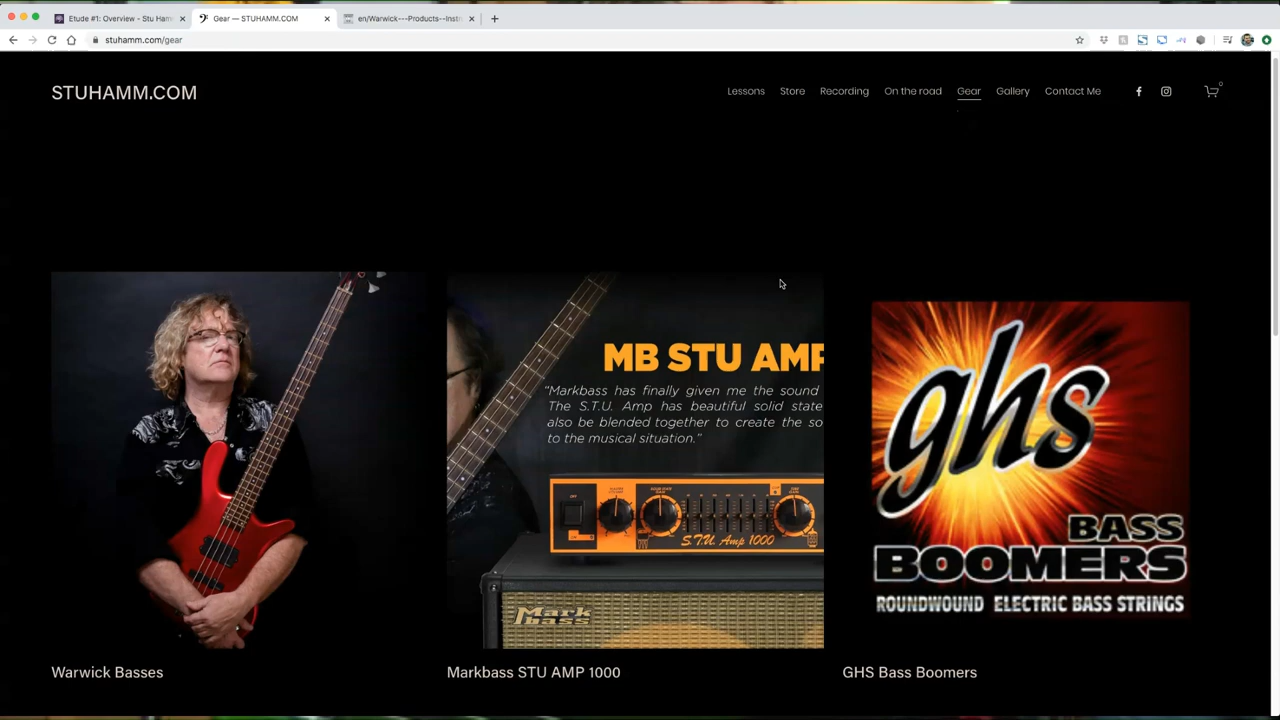 Etude #1: Overview - Stu Ham
Gear — STUHAMM.COM
en/Warwick---Products--Instr
stuhamm.com/gear
STUHAMM.COM
Lessons
Store
Recording
On the road
Gear
Gallery
Contact Me
0
MB STU AMP
"Markbass has finally given me the sound
The S.T.U. Amp has beautiful solid state
also be blended together to create the so
to the musical situation."
S.T.U. Amp 1000
Mark
bass
ghs
BASS
BOOMERS
ROUNDWOUND ELECTRIC BASS STRINGS
Warwick Basses
Markbass STU AMP 1000
GHS Bass Boomers